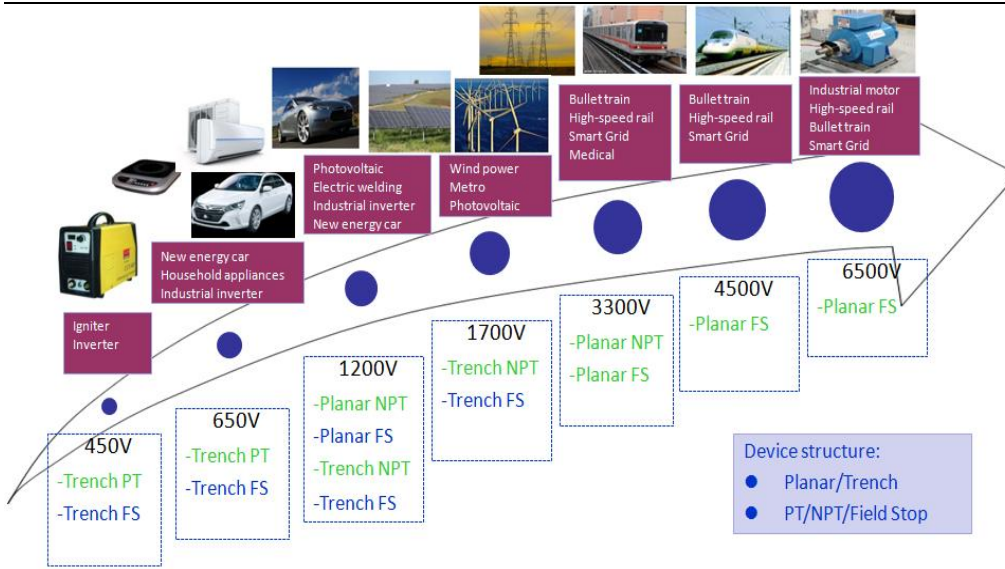 Igniter
Inverter
New energy car
Household appliances
Industrial inverter
Photovoltaic
Electric welding
Industrial inverter
New energy car
Wind power
Metro
Photovoltaic
Bullet train
High-speed rail
Smart Grid
Medical
Bullet train
High-speed rail
Smart Grid
Industrial motor
High-speed rail
Bullet train
Smart Grid
450V
-Trench PT
-Trench FS
650V
-Trench PT
-Trench FS
1200V
-Planar NPT
-Planar FS
-Trench NPT
-Trench FS
1700V
-Trench NPT
-Trench FS
3300V
-Planar NPT
-Planar FS
4500V
-Planar FS
6500V
-Planar FS
Device structure:
● Planar/Trench
● PT/NPT/Field Stop